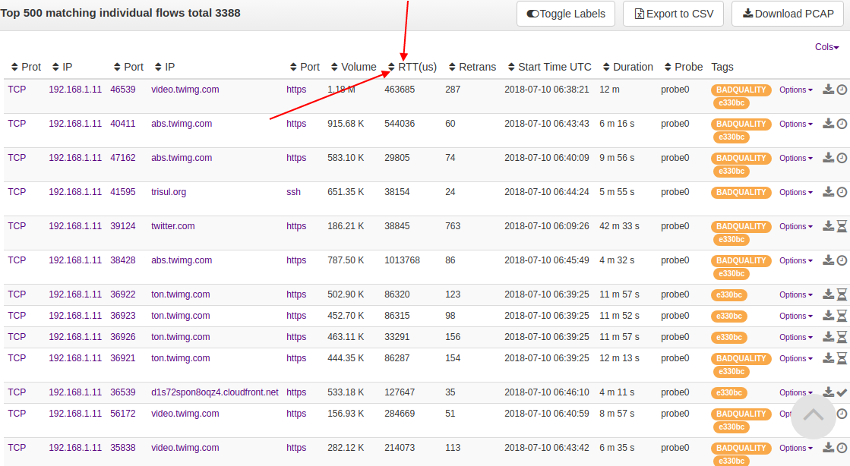 Top 500 matching individual flows total 3388
Toggle Labels Export to CSV Download PCAP
Cols
Prot IP Port IP Port Volume RTT(us) Retrans Start Time UTC Duration Probe Tags
TCP 192.168.1.11 46539 video.twimg.com https 1.18 M 463685 287 2018-07-10 06:38:21 12 m probe0 BADQUALITY Options
e330bc
TCP 192.168.1.11 40411 abs.twimg.com https 915.68 K 544036 60 2018-07-10 06:43:43 6 m 16 s probe0 BADQUALITY Options
e330bc
TCP 192.168.1.11 47162 abs.twimg.com https 583.10 K 29805 74 2018-07-10 06:40:09 9 m 56 s probe0 BADQUALITY Options
e330bc
TCP 192.168.1.11 41595 trisul.org ssh 651.35 K 38154 24 2018-07-10 06:44:24 5 m 55 s probe0 BADQUALITY Options
TCP 192.168.1.11 39124 twitter.com https 186.21 K 38845 763 2018-07-10 06:09:26 42 m 33 s probe0 BADQUALITY Options
e330bc
TCP 192.168.1.11 38428 abs.twimg.com https 787.50 K 1013768 86 2018-07-10 06:45:49 4 m 32 s probe0 BADQUALITY Options
e330bc
TCP 192.168.1.11 36922 ton.twimg.com https 502.90 K 86320 123 2018-07-10 06:39:25 11 m 57 s probe0 e330bc Options
TCP 192.168.1.11 36923 ton.twimg.com https 452.70 K 86315 98 2018-07-10 06:39:25 11 m 52 s probe0 e330bc Options
TCP 192.168.1.11 36926 ton.twimg.com https 463.11 K 33291 156 2018-07-10 06:39:25 11 m 57 s probe0 e330bc Options
TCP 192.168.1.11 36921 ton.twimg.com https 444.35 K 86287 154 2018-07-10 06:39:25 12 m 13 s probe0 BADQUALITY Options
e330bc
TCP 192.168.1.11 36539 d1s72spon8oqz4.cloudfront.net https 533.18 K 127647 35 2018-07-10 06:46:10 4 m 11 s probe0 e330bc Options
TCP 192.168.1.11 56172 video.twimg.com https 156.93 K 284669 51 2018-07-10 06:40:59 8 m 57 s probe0 BADQUALITY
e330bc
TCP 192.168.1.11 35838 video.twimg.com https 282.12 K 214073 113 2018-07-10 06:43:42 6 m 35 s probe0 BADQUALITY Options
e330bc